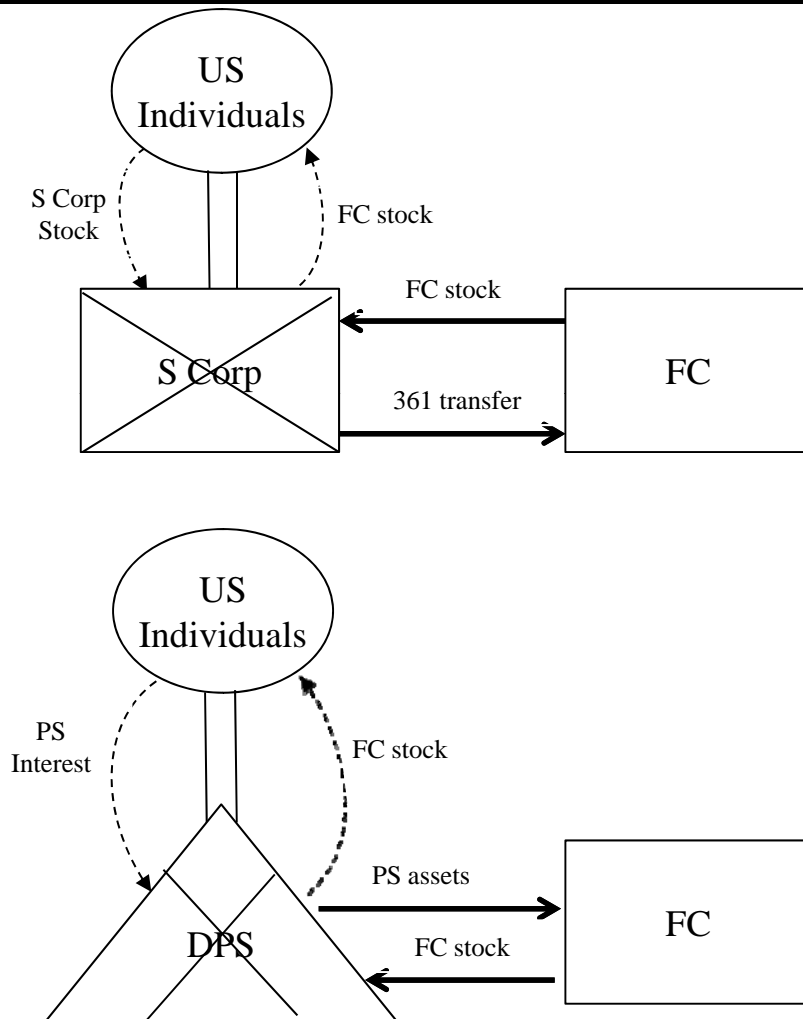 US
Individuals
S Corp
Stock
FC stock
FC stock
S Corp
FC
361 transfer
US
Individuals
PS
Interest
FC stock
PS assets
DPS
FC
FC stock